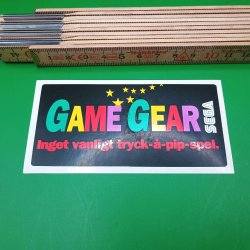 GAME GEAR
SEGA
Inget vanligt tryck-à-pip-spel.